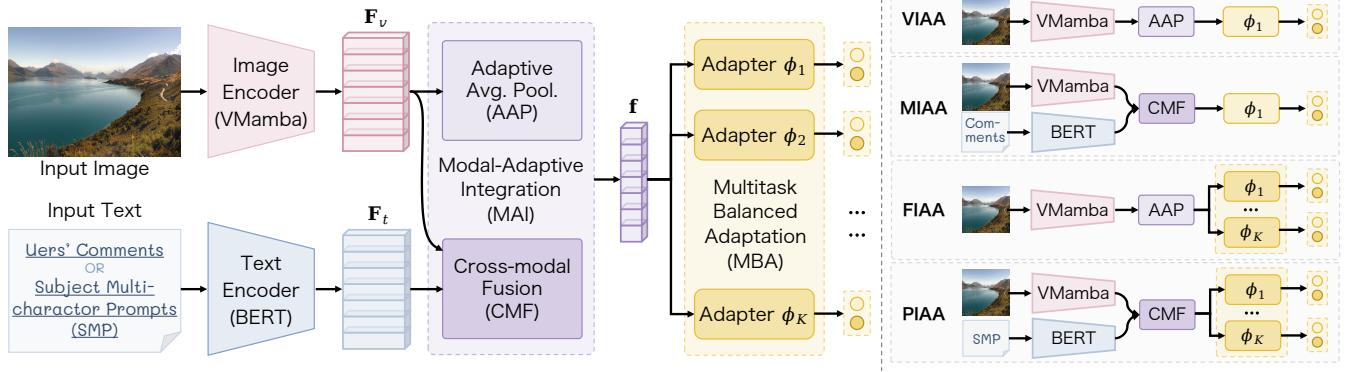 Input Image
Input Text
Uers' Comments
OR
Subject Multi-
charactor Prompts
(SMP)
Image
Encoder
(VMamba)
Text
Encoder
(BERT)
F_v
F_t
Adaptive
Avg. Pool.
(AAP)
Modal-Adaptive
Integration
(MAI)
Cross-modal
Fusion
(CMF)
f
Adapter ϕ_1
Adapter ϕ_2
Multitask
Balanced
Adaptation
(MBA)
...
...
Adapter ϕ_K
VIAA
VMamba
AAP
ϕ_1
MIAA
VMamba
Com-
ments
BERT
CMF
ϕ_1
FIAA
VMamba
AAP
ϕ_1
...
ϕ_K
PIAA
VMamba
SMP
BERT
CMF
ϕ_1
...
ϕ_K